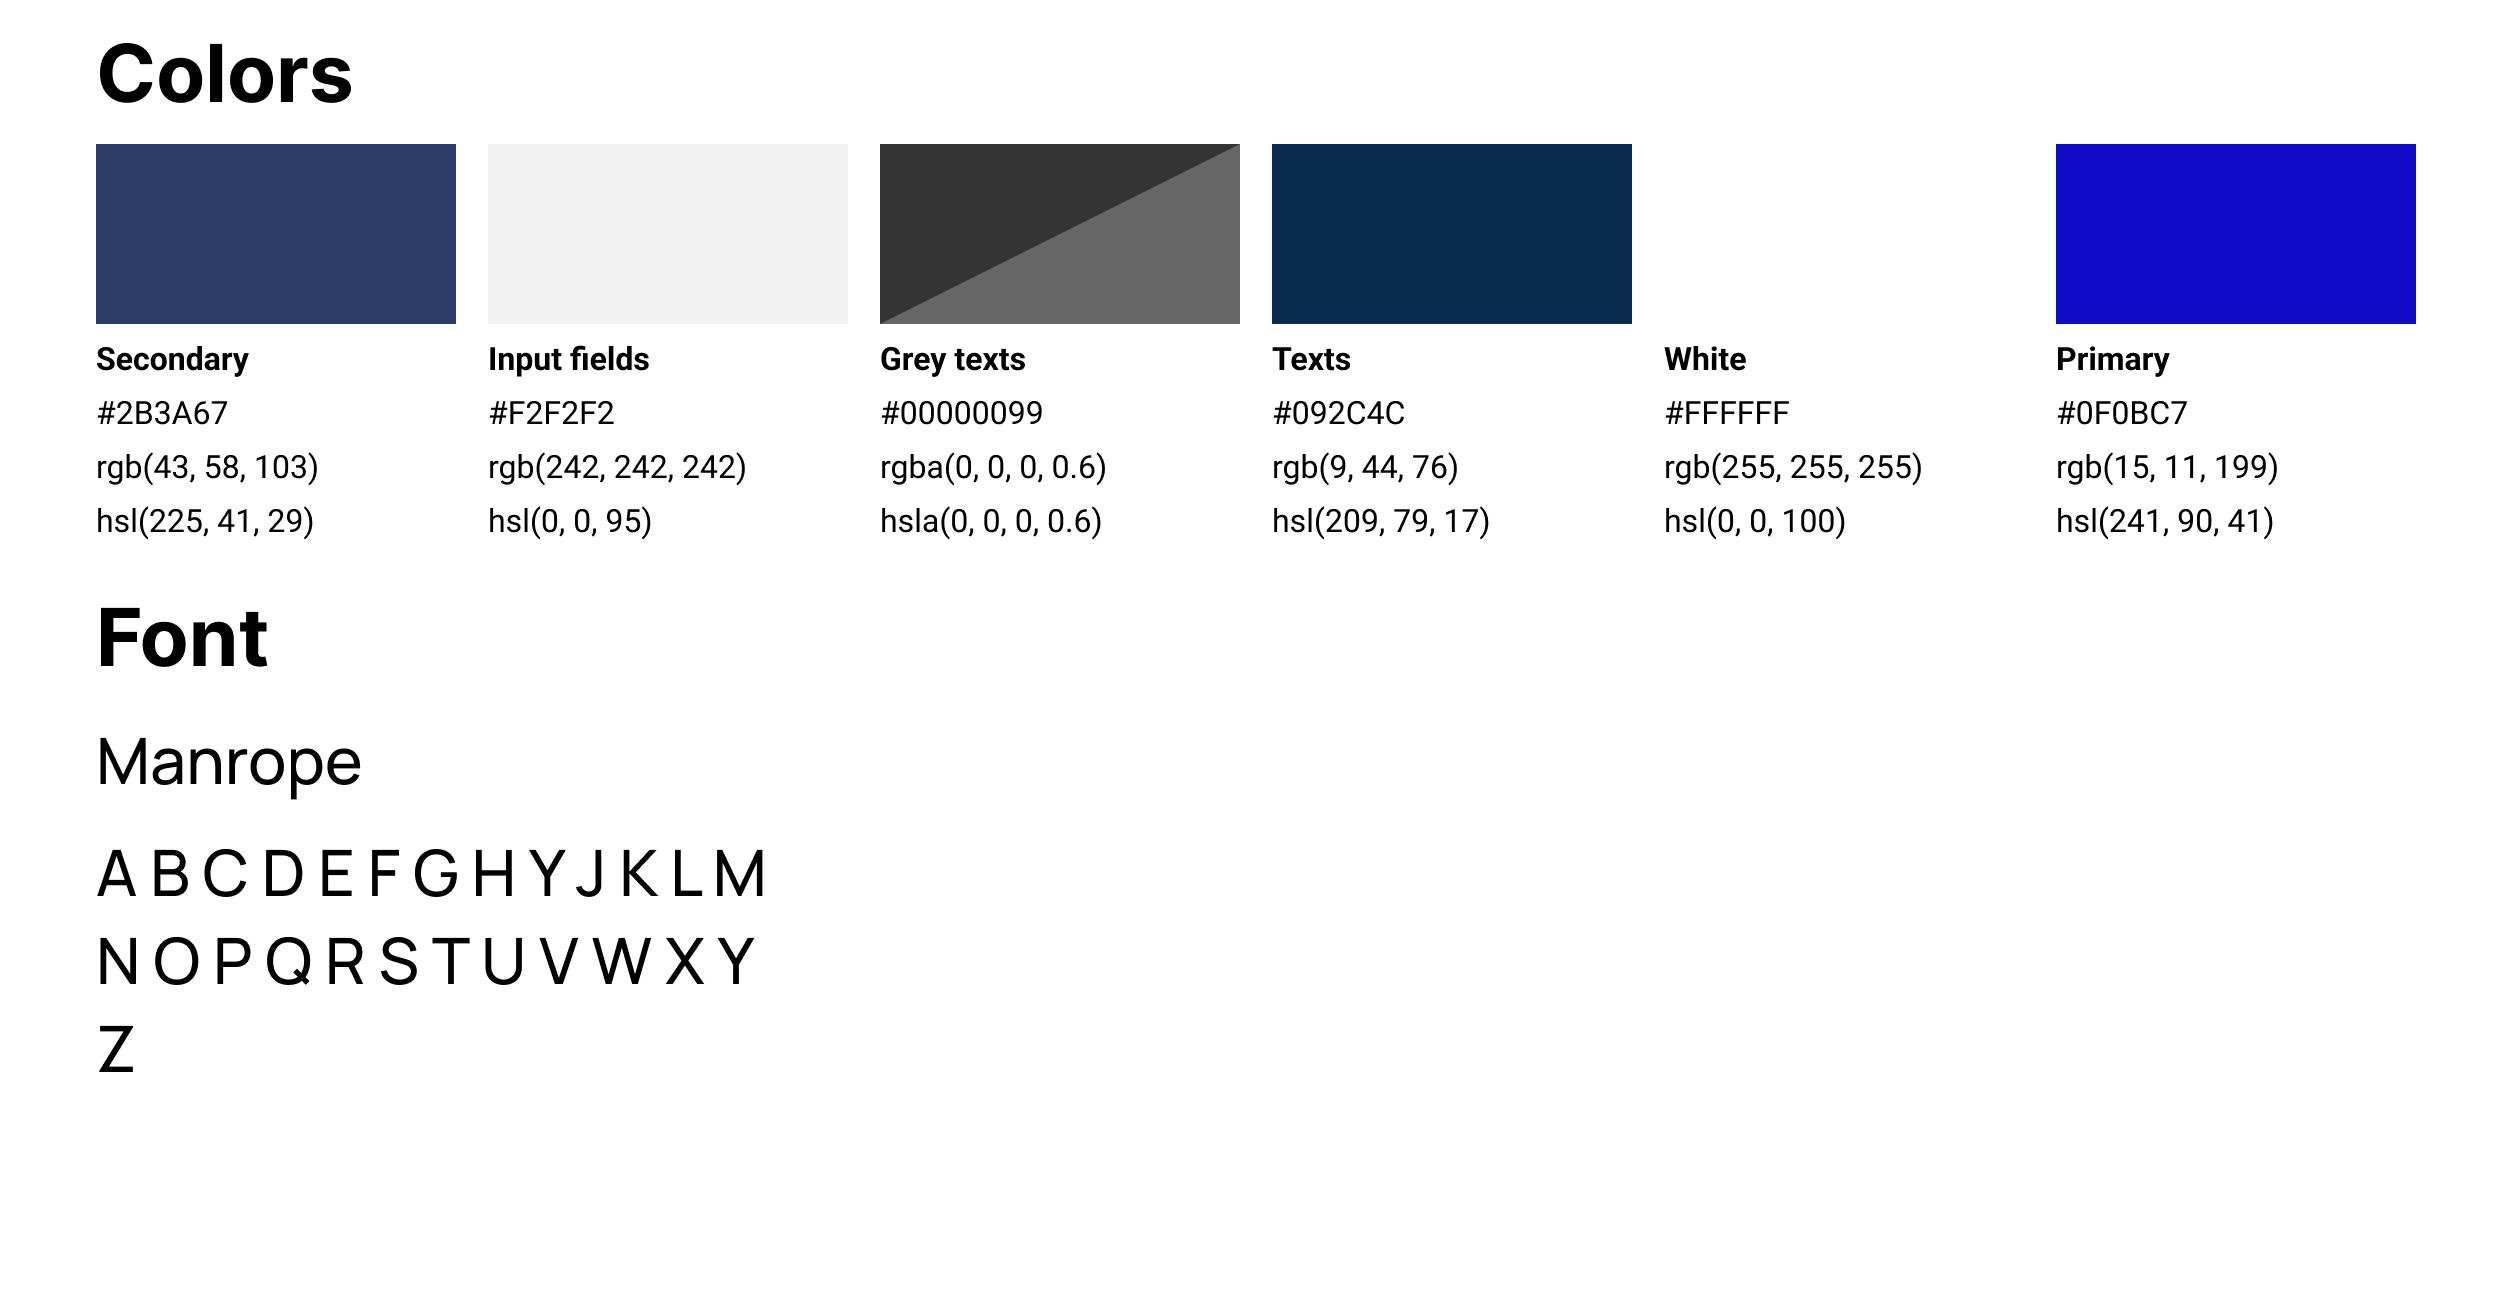 Colors
Secondary
#2B3A67
rgb(43, 58, 103)
hsl(225, 41, 29)
Input fields
#F2F2F2
rgb(242, 242, 242)
hsl(0, 0, 95)
Grey texts
#00000099
rgba(0, 0, 0, 0.6)
hsla(0, 0, 0, 0.6)
Texts
#092C4C
rgb(9, 44, 76)
hsl(209, 79, 17)
White
#FFFFFF
rgb(255, 255, 255)
hsl(0, 0, 100)
Primary
#0F0BC7
rgb(15, 11, 199)
hsl(241, 90, 41)
Font
Manrope
A B C D E F G H Y J K L M
N O P Q R S T U V W X Y
Z